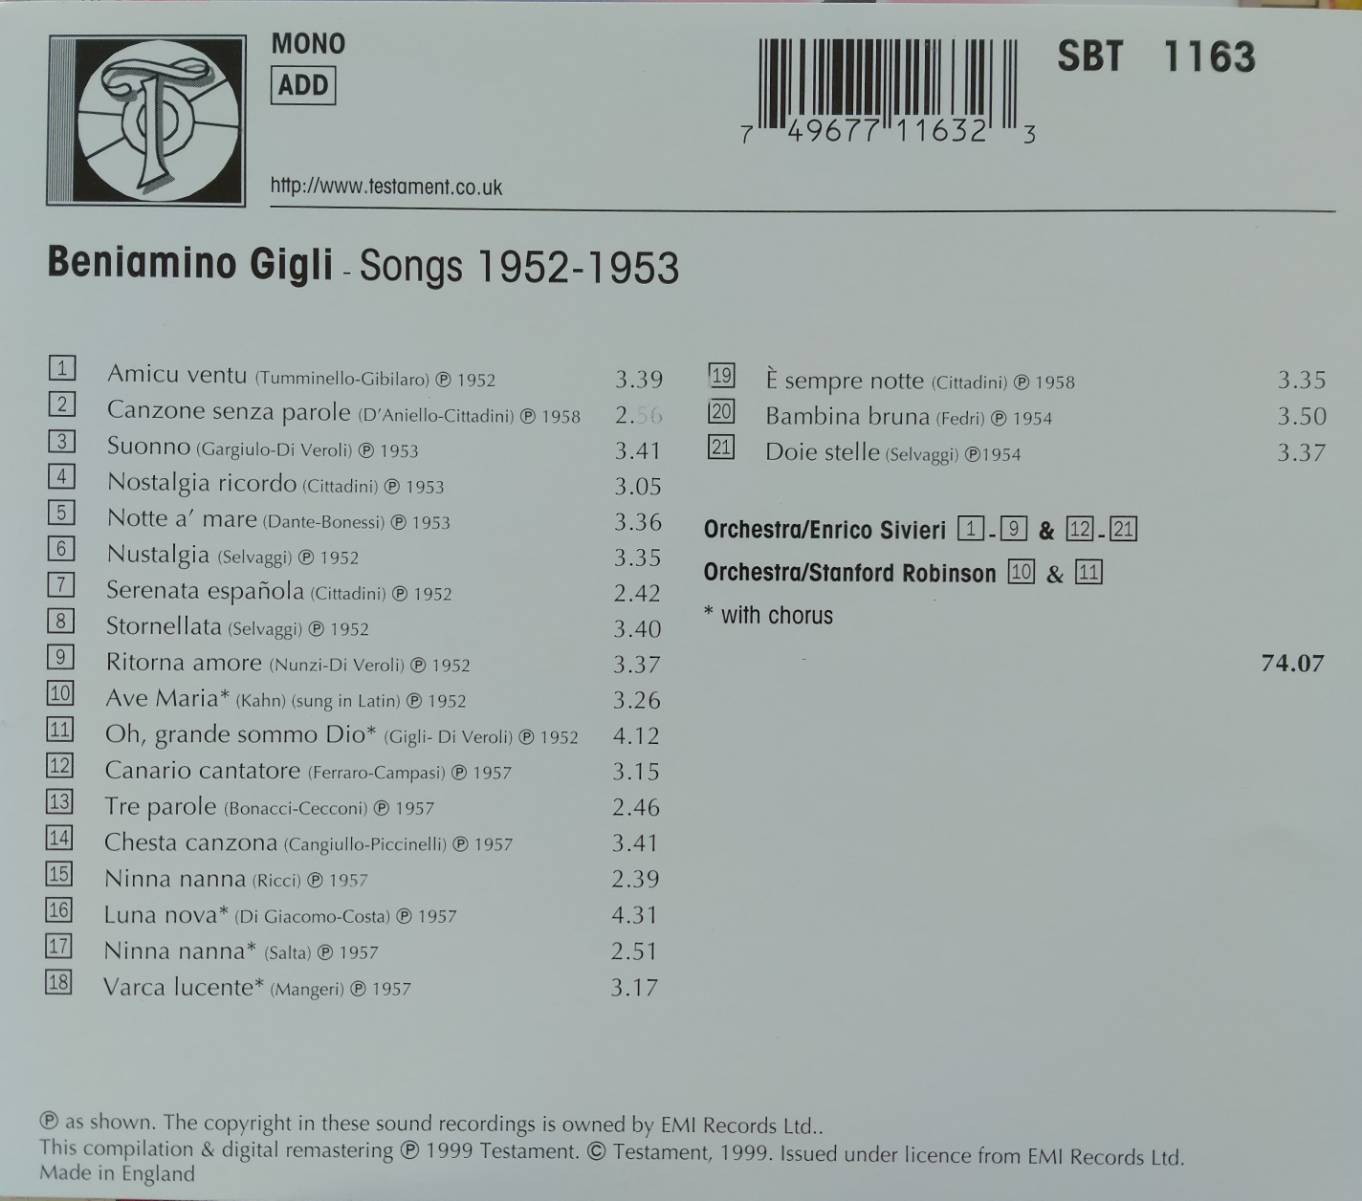 MONO
ADD
SBT 1163
7 49677 11632 3
http://www.testament.co.uk
Beniamino Gigli - Songs 1952-1953
1 Amicu ventu (Tumminello-Gibilaro) ℗ 1952 3.39
2 Canzone senza parole (D'Aniello-Cittadini) ℗ 1958 2.56
3 Suonno (Gargiulo-Di Veroli) ℗ 1953 3.41
4 Nostalgia ricordo (Cittadini) ℗ 1953 3.05
5 Notte a' mare (Dante-Bonessi) ℗ 1953 3.36
6 Nustalgia (Selvaggi) ℗ 1952 3.35
7 Serenata española (Cittadini) ℗ 1952 2.42
8 Stornellata (Selvaggi) ℗ 1952 3.40
9 Ritorna amore (Nunzi-Di Veroli) ℗ 1952 3.37
10 Ave Maria* (Kahn) (sung in Latin) ℗ 1952 3.26
11 Oh, grande sommo Dio* (Gigli- Di Veroli) ℗ 1952 4.12
12 Canario cantatore (Ferraro-Campasi) ℗ 1957 3.15
13 Tre parole (Bonacci-Cecconi) ℗ 1957 2.46
14 Chesta canzona (Cangiullo-Piccinelli) ℗ 1957 3.41
15 Ninna nanna (Ricci) ℗ 1957 2.39
16 Luna nova* (Di Giacomo-Costa) ℗ 1957 4.31
17 Ninna nanna* (Salta) ℗ 1957 2.51
18 Varca lucente* (Mangeri) ℗ 1957 3.17
19 È sempre notte (Cittadini) ℗ 1958 3.35
20 Bambina bruna (Fedri) ℗ 1954 3.50
21 Doie stelle (Selvaggi) ℗1954 3.37
Orchestra/Enrico Sivieri 1-9 & 12-21
Orchestra/Stanford Robinson 10 & 11
* with chorus
74.07
℗ as shown. The copyright in these sound recordings is owned by EMI Records Ltd..
This compilation & digital remastering ℗ 1999 Testament. © Testament, 1999. Issued under licence from EMI Records Ltd.
Made in England